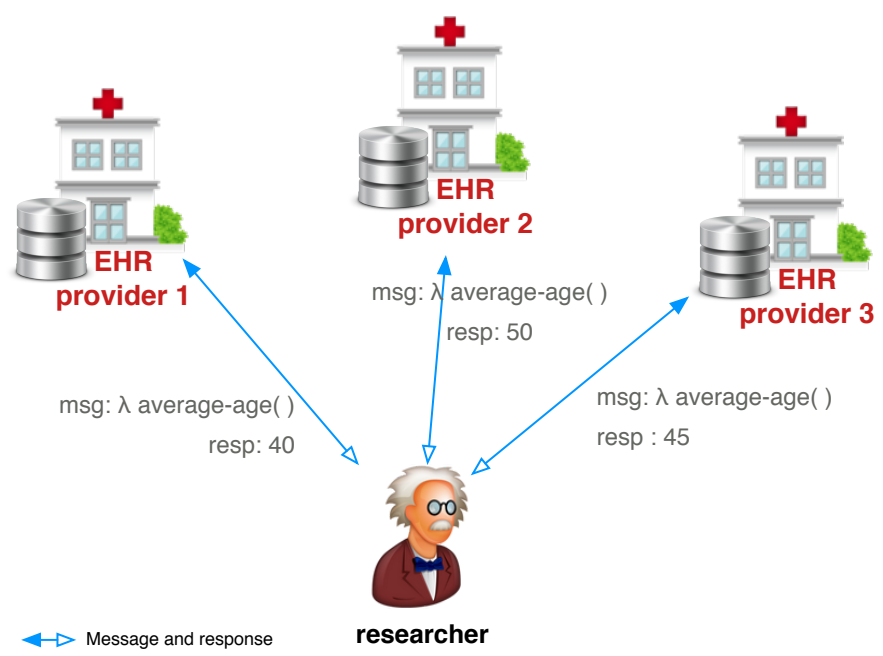 EHR
provider 1
EHR
provider 2
EHR
provider 3
msg: λ average-age( )
resp: 50
msg: λ average-age( )
resp: 40
msg: λ average-age( )
resp : 45
researcher
Message and response